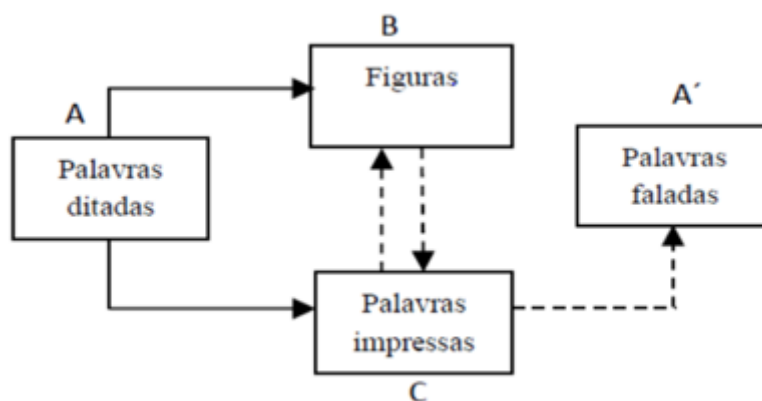 B
Figuras
A
Palavras
ditadas
A´
Palavras
faladas
Palavras
impressas
C